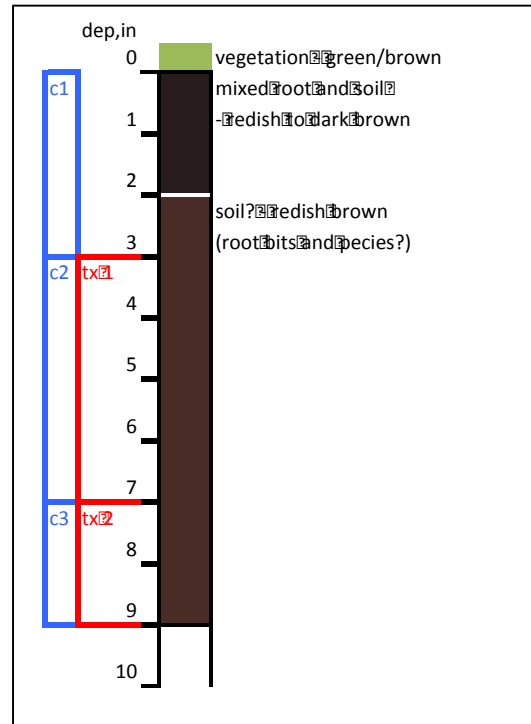 dep,in
0
vegetation - green/brown
c1
mixed root and soil
- redish to dark brown
1
2
soil? - redish brown
(root bits and pecies?)
3
c2
tx 1
4
5
6
7
c3
tx 2
8
9
10